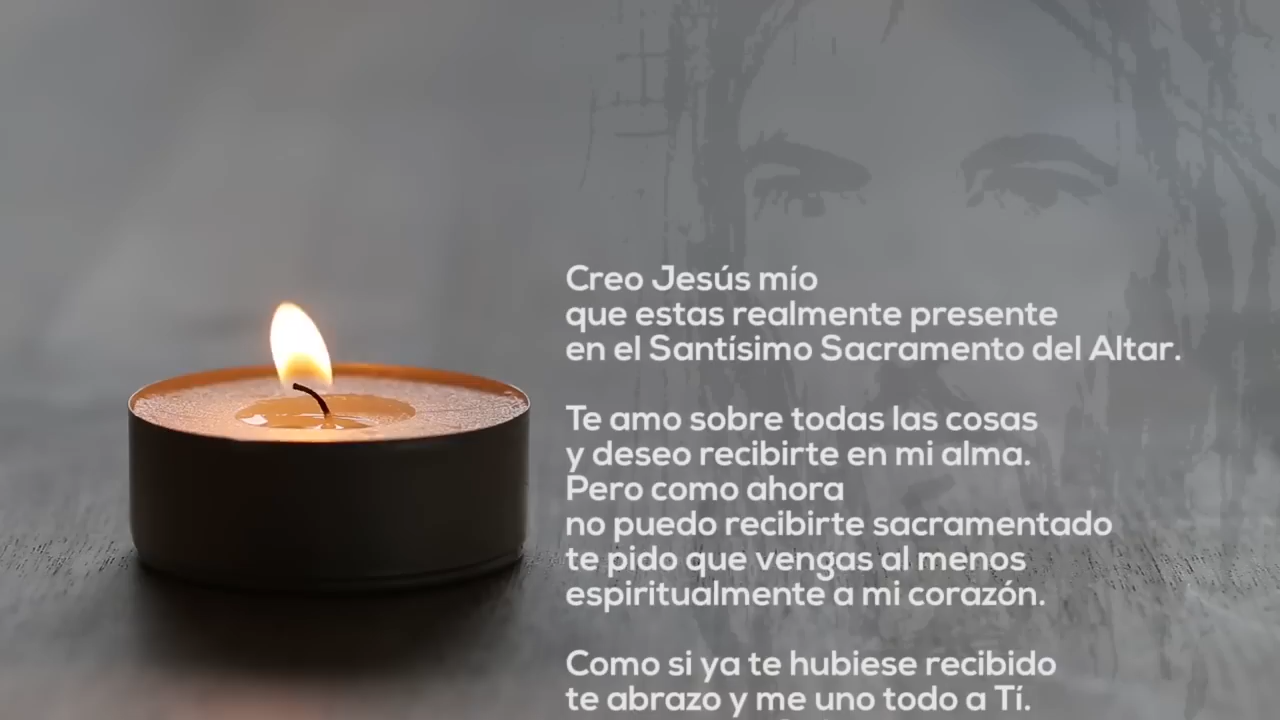 Creo Jesús mío
que estas realmente presente
en el Santísimo Sacramento del Altar.
Te amo sobre todas las cosas
y deseo recibirte en mi alma.
Pero como ahora
no puedo recibirte sacramentado
te pido que vengas al menos
espiritualmente a mi corazón.
Como si ya te hubiese recibido
te abrazo y me uno todo a Tí.